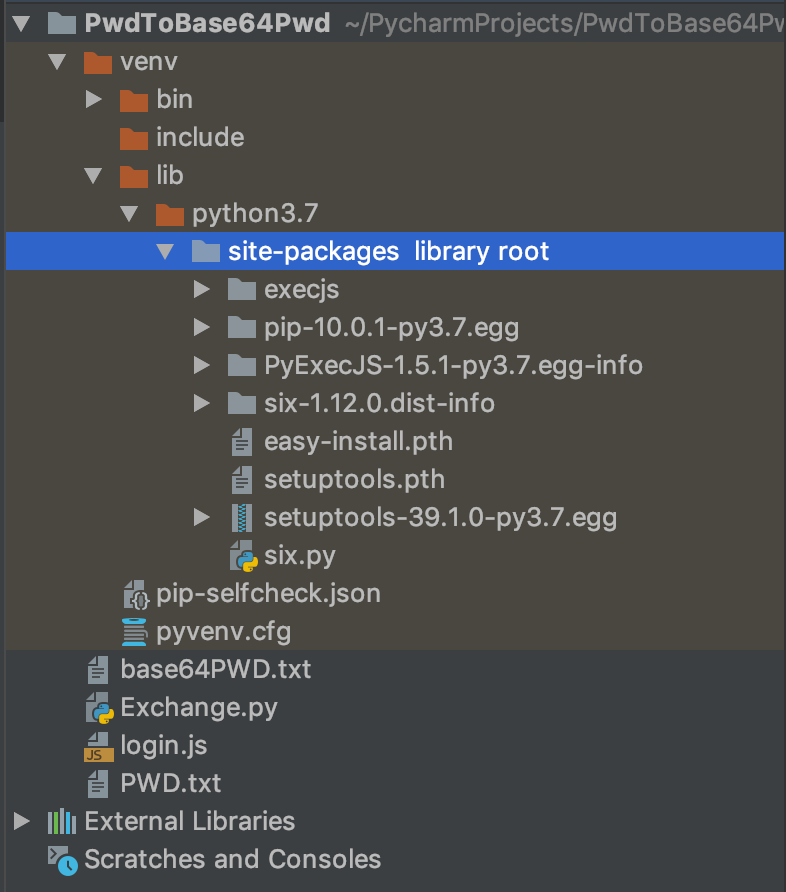 PwdToBase64Pwd ~/PycharmProjects/PwdToBase64Pw
venv
bin
include
lib
python3.7
site-packages library root
execjs
pip-10.0.1-py3.7.egg
PyExecJS-1.5.1-py3.7.egg-info
six-1.12.0.dist-info
easy-install.pth
setuptools.pth
setuptools-39.1.0-py3.7.egg
six.py
pip-selfcheck.json
pyvenv.cfg
base64PWD.txt
Exchange.py
JS login.js
PWD.txt
External Libraries
Scratches and Consoles